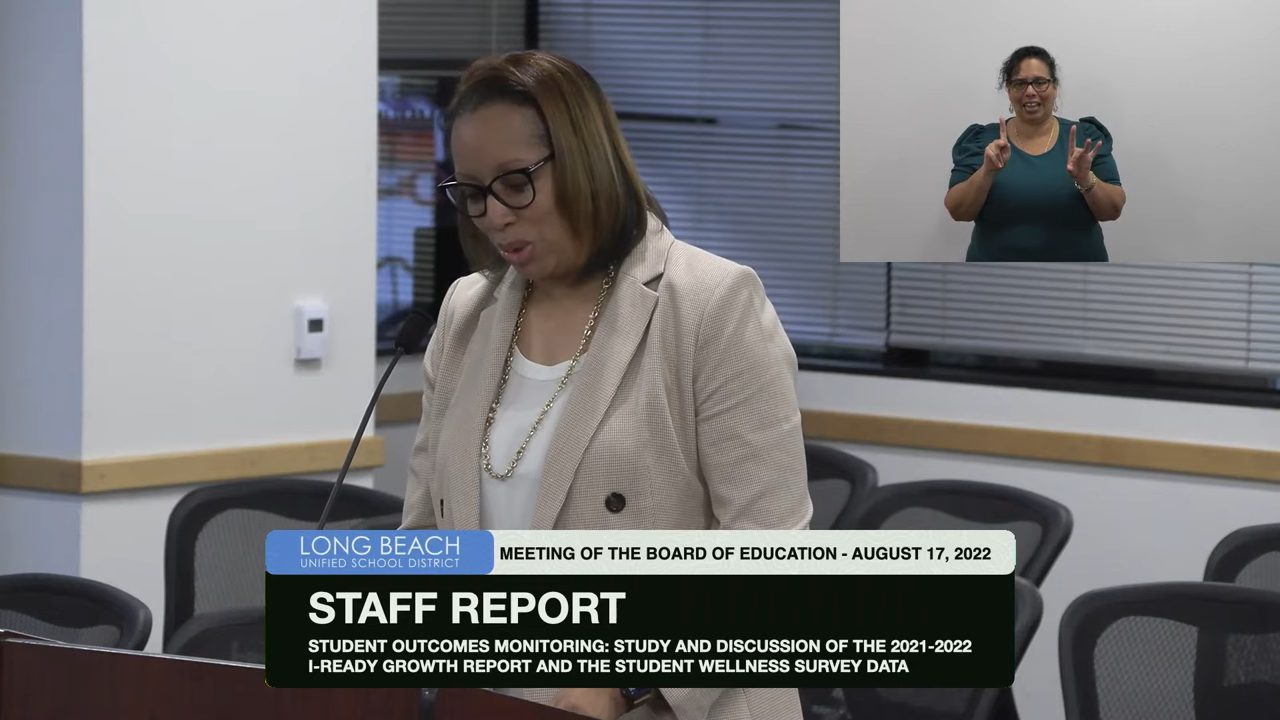 LONG BEACH
UNIFIED SCHOOL DISTRICT
MEETING OF THE BOARD OF EDUCATION - AUGUST 17, 2022
STAFF REPORT
STUDENT OUTCOMES MONITORING: STUDY AND DISCUSSION OF THE 2021-2022
I-READY GROWTH REPORT AND THE STUDENT WELLNESS SURVEY DATA